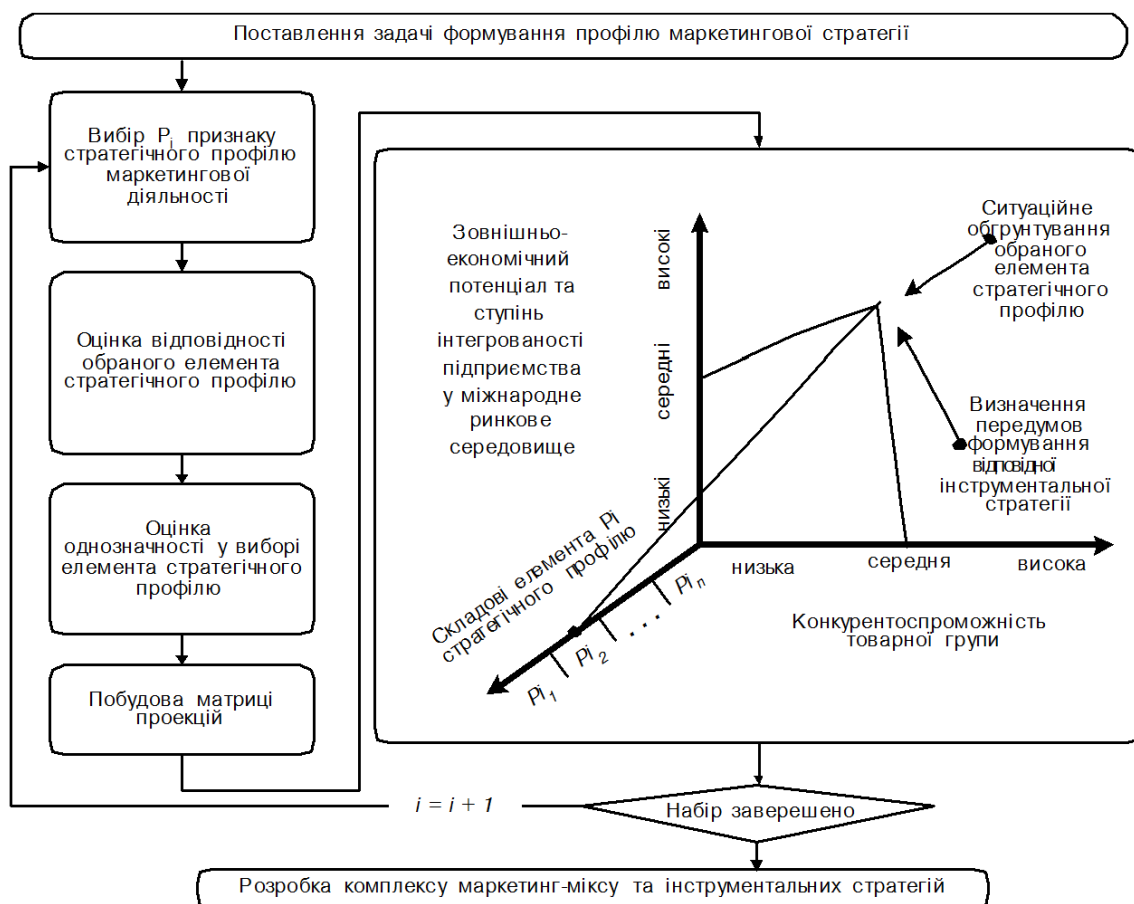 Поставлення задачі формування профілю маркетингової стратегії
Вибір Pi признаку
стратегічного профілю
маркетингової
діяльності
Оцінка відповідності
обраного елемента
стратегічного профілю
Оцінка
однозначності у виборі
елемента стратегічного
профілю
Побудова матриці
проекцій
Зовнішньо-
економічний
потенціал та
ступінь
інтегрованості
підприємства
у міжнародне
ринкове
середовище
високі
середні
низькі
Ситуаційне
обгрунтування
обраного
елемента
стратегічного
профілю
Визначення
передумов
формування
відповідної
інструментальної
стратегії
низька
середня
висока
Конкурентоспроможність
товарної групи
Складові елемента Pi
стратегічного профілю
Pi1
Pi2
...
Pin
i = i + 1
Набір заверешено
Розробка комплексу маркетинг-міксу та інструментальних стратегій